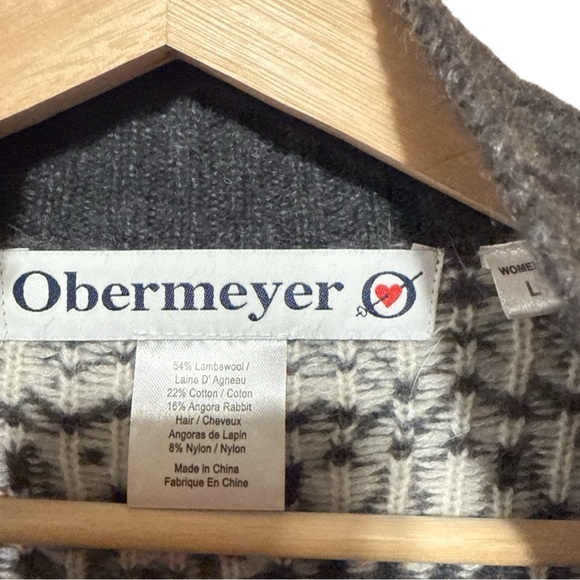 Obermeyer
WOME
L
54% Lambswool /
Laine D' Agneau
22% Cotton / Coton
16% Angora Rabbit
Hair / Cheveux
Angoras de Lapin
8% Nylon / Nylon
Made in China
Fabrique En Chine